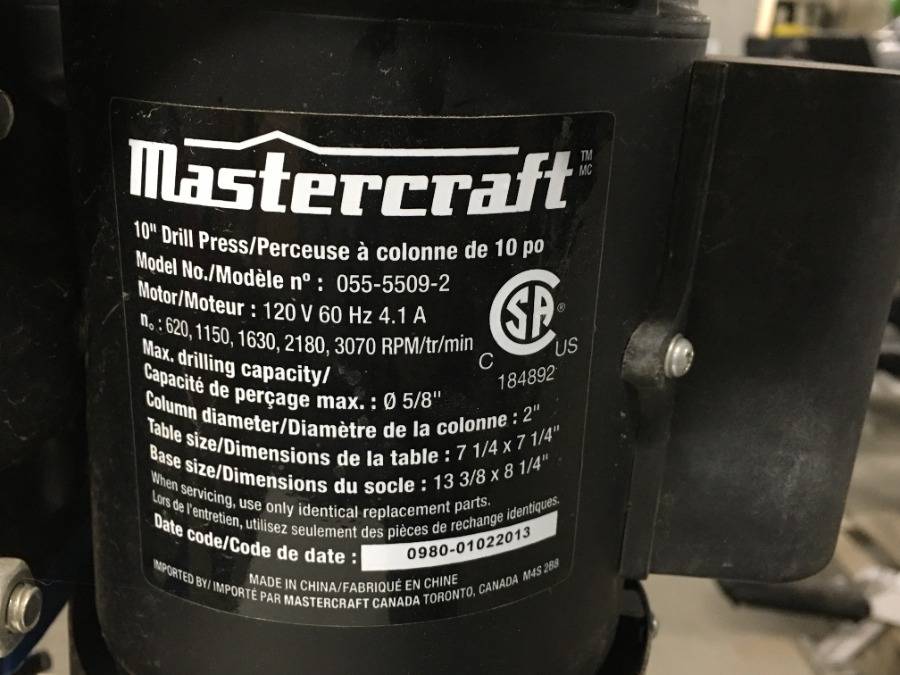 Mastercraft TM MC
10" Drill Press/Perceuse à colonne de 10 po
Model No./Modèle nº : 055-5509-2
Motor/Moteur : 120 V 60 Hz 4.1 A
n₀ : 620, 1150, 1630, 2180, 3070 RPM/tr/min
SA ®
C US
184892
Max. drilling capacity/
Capacité de perçage max. : Ø 5/8"
Column diameter/Diamètre de la colonne : 2"
Table size/Dimensions de la table : 7 1/4 x 7 1/4"
Base size/Dimensions du socle : 13 3/8 x 8 1/4"
When servicing, use only identical replacement parts.
Lors de l'entretien, utilisez seulement des pièces de rechange identiques.
Date code/Code de date : 0980-01022013
MADE IN CHINA/FABRIQUÉ EN CHINE
IMPORTED BY/ IMPORTÉ PAR MASTERCRAFT CANADA TORONTO, CANADA M4S 2B8